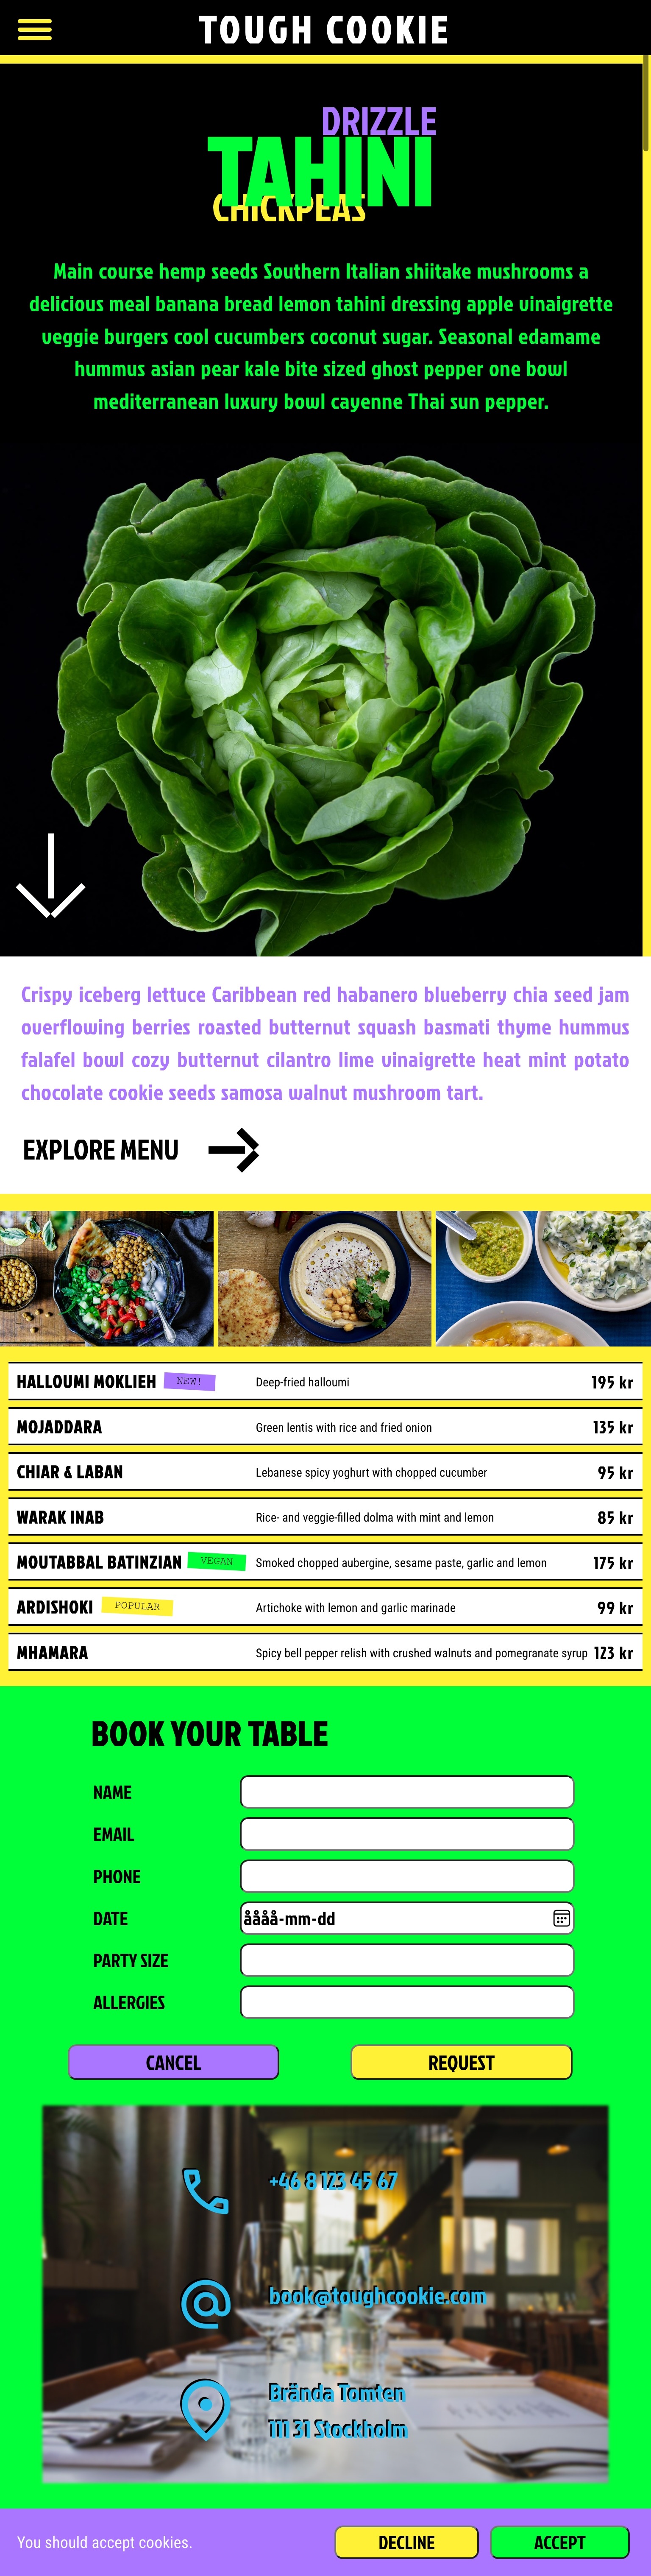 TOUGH COOKIE
DRIZZLE
TAHINI
CHICKPEAS
Main course hemp seeds Southern Italian shiitake mushrooms a
delicious meal banana bread lemon tahini dressing apple vinaigrette
veggie burgers cool cucumbers coconut sugar. Seasonal edamame
hummus asian pear kale bite sized ghost pepper one bowl
mediterranean luxury bowl cayenne Thai sun pepper.
Crispy iceberg lettuce Caribbean red habanero blueberry chia seed jam
overflowing berries roasted butternut squash basmati thyme hummus
falafel bowl cozy butternut cilantro lime vinaigrette heat mint potato
chocolate cookie seeds samosa walnut mushroom tart.
EXPLORE MENU
HALLOUMI MOKLIEH NEW! Deep-fried halloumi 195 kr
MOJADDARA Green lentis with rice and fried onion 135 kr
CHIAR & LABAN Lebanese spicy yoghurt with chopped cucumber 95 kr
WARAK INAB Rice- and veggie-filled dolma with mint and lemon 85 kr
MOUTABBAL BATINZIAN VEGAN Smoked chopped aubergine, sesame paste, garlic and lemon 175 kr
ARDISHOKI POPULAR Artichoke with lemon and garlic marinade 99 kr
MHAMARA Spicy bell pepper relish with crushed walnuts and pomegranate syrup 123 kr
BOOK YOUR TABLE
NAME
EMAIL
PHONE
DATE åååå-mm-dd
PARTY SIZE
ALLERGIES
CANCEL REQUEST
+46 8 123 45 67
book@toughcookie.com
Brända Tomten
111 31 Stockholm
You should accept cookies. DECLINE ACCEPT